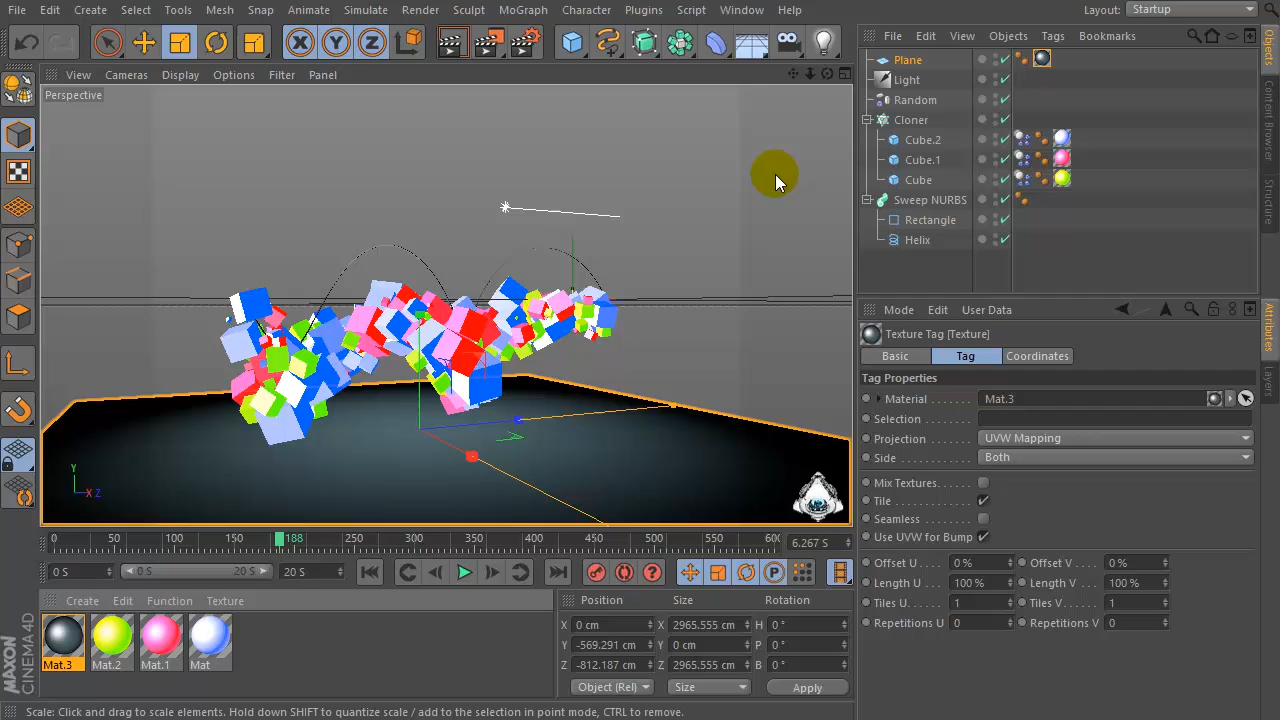 File Edit Create Select Tools Mesh Snap Animate Simulate Render Sculpt MoGraph Character Plugins Script Window Help Layout: Startup
File Edit View Objects Tags Bookmarks
View Cameras Display Options Filter Panel
Perspective
Plane
Light
Random
Cloner
Cube.2
Cube.1
Cube
Sweep NURBS
Rectangle
Helix
Objects
Content Browser
Structure
Mode Edit User Data
Texture Tag [Texture]
Basic Tag Coordinates
Tag Properties
Material Mat.3
Selection
Projection UVW Mapping
Side Both
Mix Textures
Tile
Seamless
Use UVW for Bump
Offset U 0 % Offset V 0 %
Length U 100 % Length V 100 %
Tiles U 1 Tiles V 1
Repetitions U 0 Repetitions V 0
Attributes
Layers
Y
X Z
0 50 100 150 188 250 300 350 400 450 500 550 600 6.267 S
0 S 0 S 20 S 20 S
Create Edit Function Texture
Mat.3 Mat.2 Mat.1 Mat
Position Size Rotation
X 0 cm X 2965.555 cm H 0 °
Y -569.291 cm Y 0 cm P 0 °
Z -812.187 cm Z 2965.555 cm B 0 °
Object (Rel) Size Apply
MAXON
CINEMA 4D
Scale: Click and drag to scale elements. Hold down SHIFT to quantize scale / add to the selection in point mode, CTRL to remove.